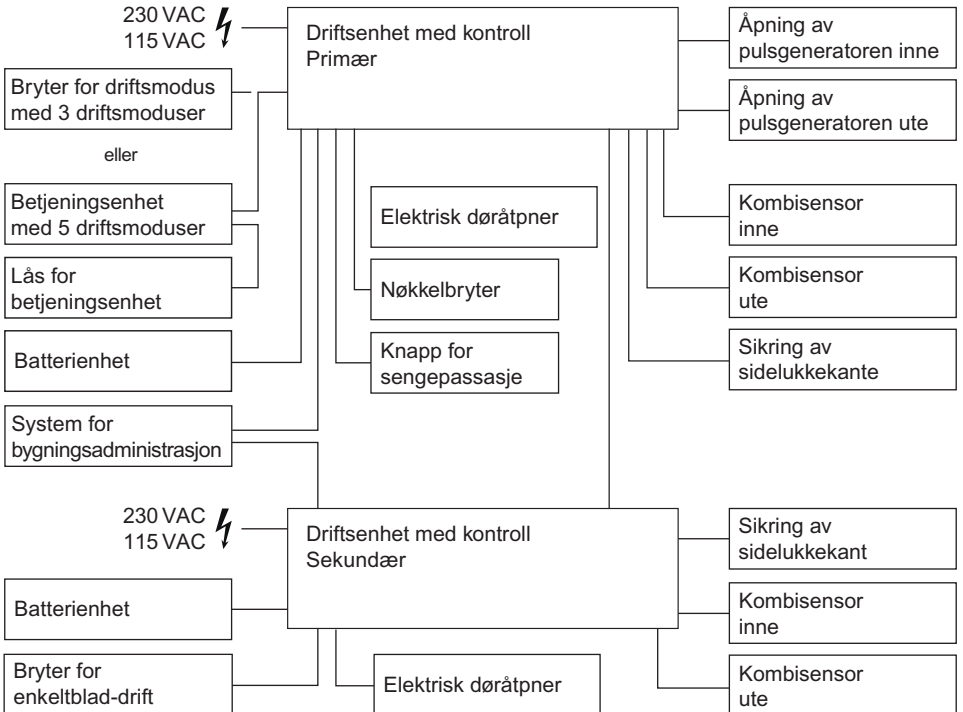 230 VAC
115 VAC
Driftsenhet med kontroll
Primær
Åpning av
pulsgeneratoren inne
Bryter for driftsmodus
med 3 driftsmoduser
Åpning av
pulsgeneratoren ute
eller
Betjeningsenhet
med 5 driftsmoduser
Elektrisk døråtpner
Kombisensor
inne
Lås for
betjeningsenhet
Nøkkelbryter
Kombisensor
ute
Batterienhet
Knapp for
sengepassasje
Sikring av
sidelukkekante
System for
bygningsadministrasjon
230 VAC
115 VAC
Driftsenhet med kontroll
Sekundær
Sikring av
sidelukkekant
Batterienhet
Kombisensor
inne
Bryter for
enkeltblad-drift
Elektrisk døråtpner
Kombisensor
ute